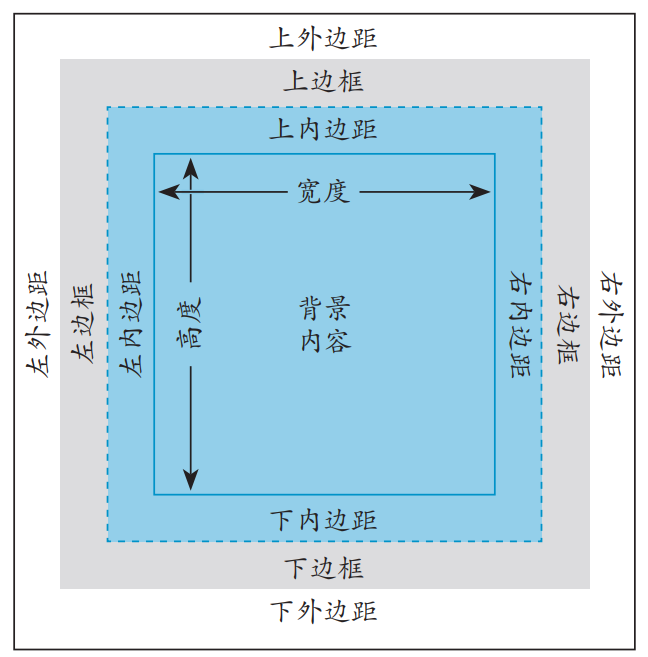 上外边距
上边框
上内边距
宽度
左外边距
左边框
左内边距
高度
背景
内容
右内边距
右边框
右外边距
下内边距
下边框
下外边距